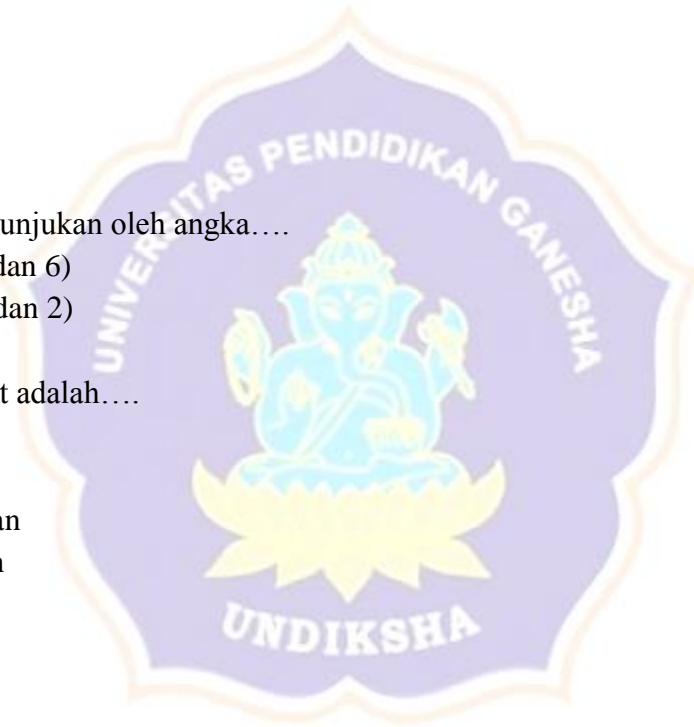 UNIVERSITAS PENDIDIKAN GANESHA
unjukan oleh angka….
dan 6)
dan 2)
t adalah….
an
n
UNDIKSHA